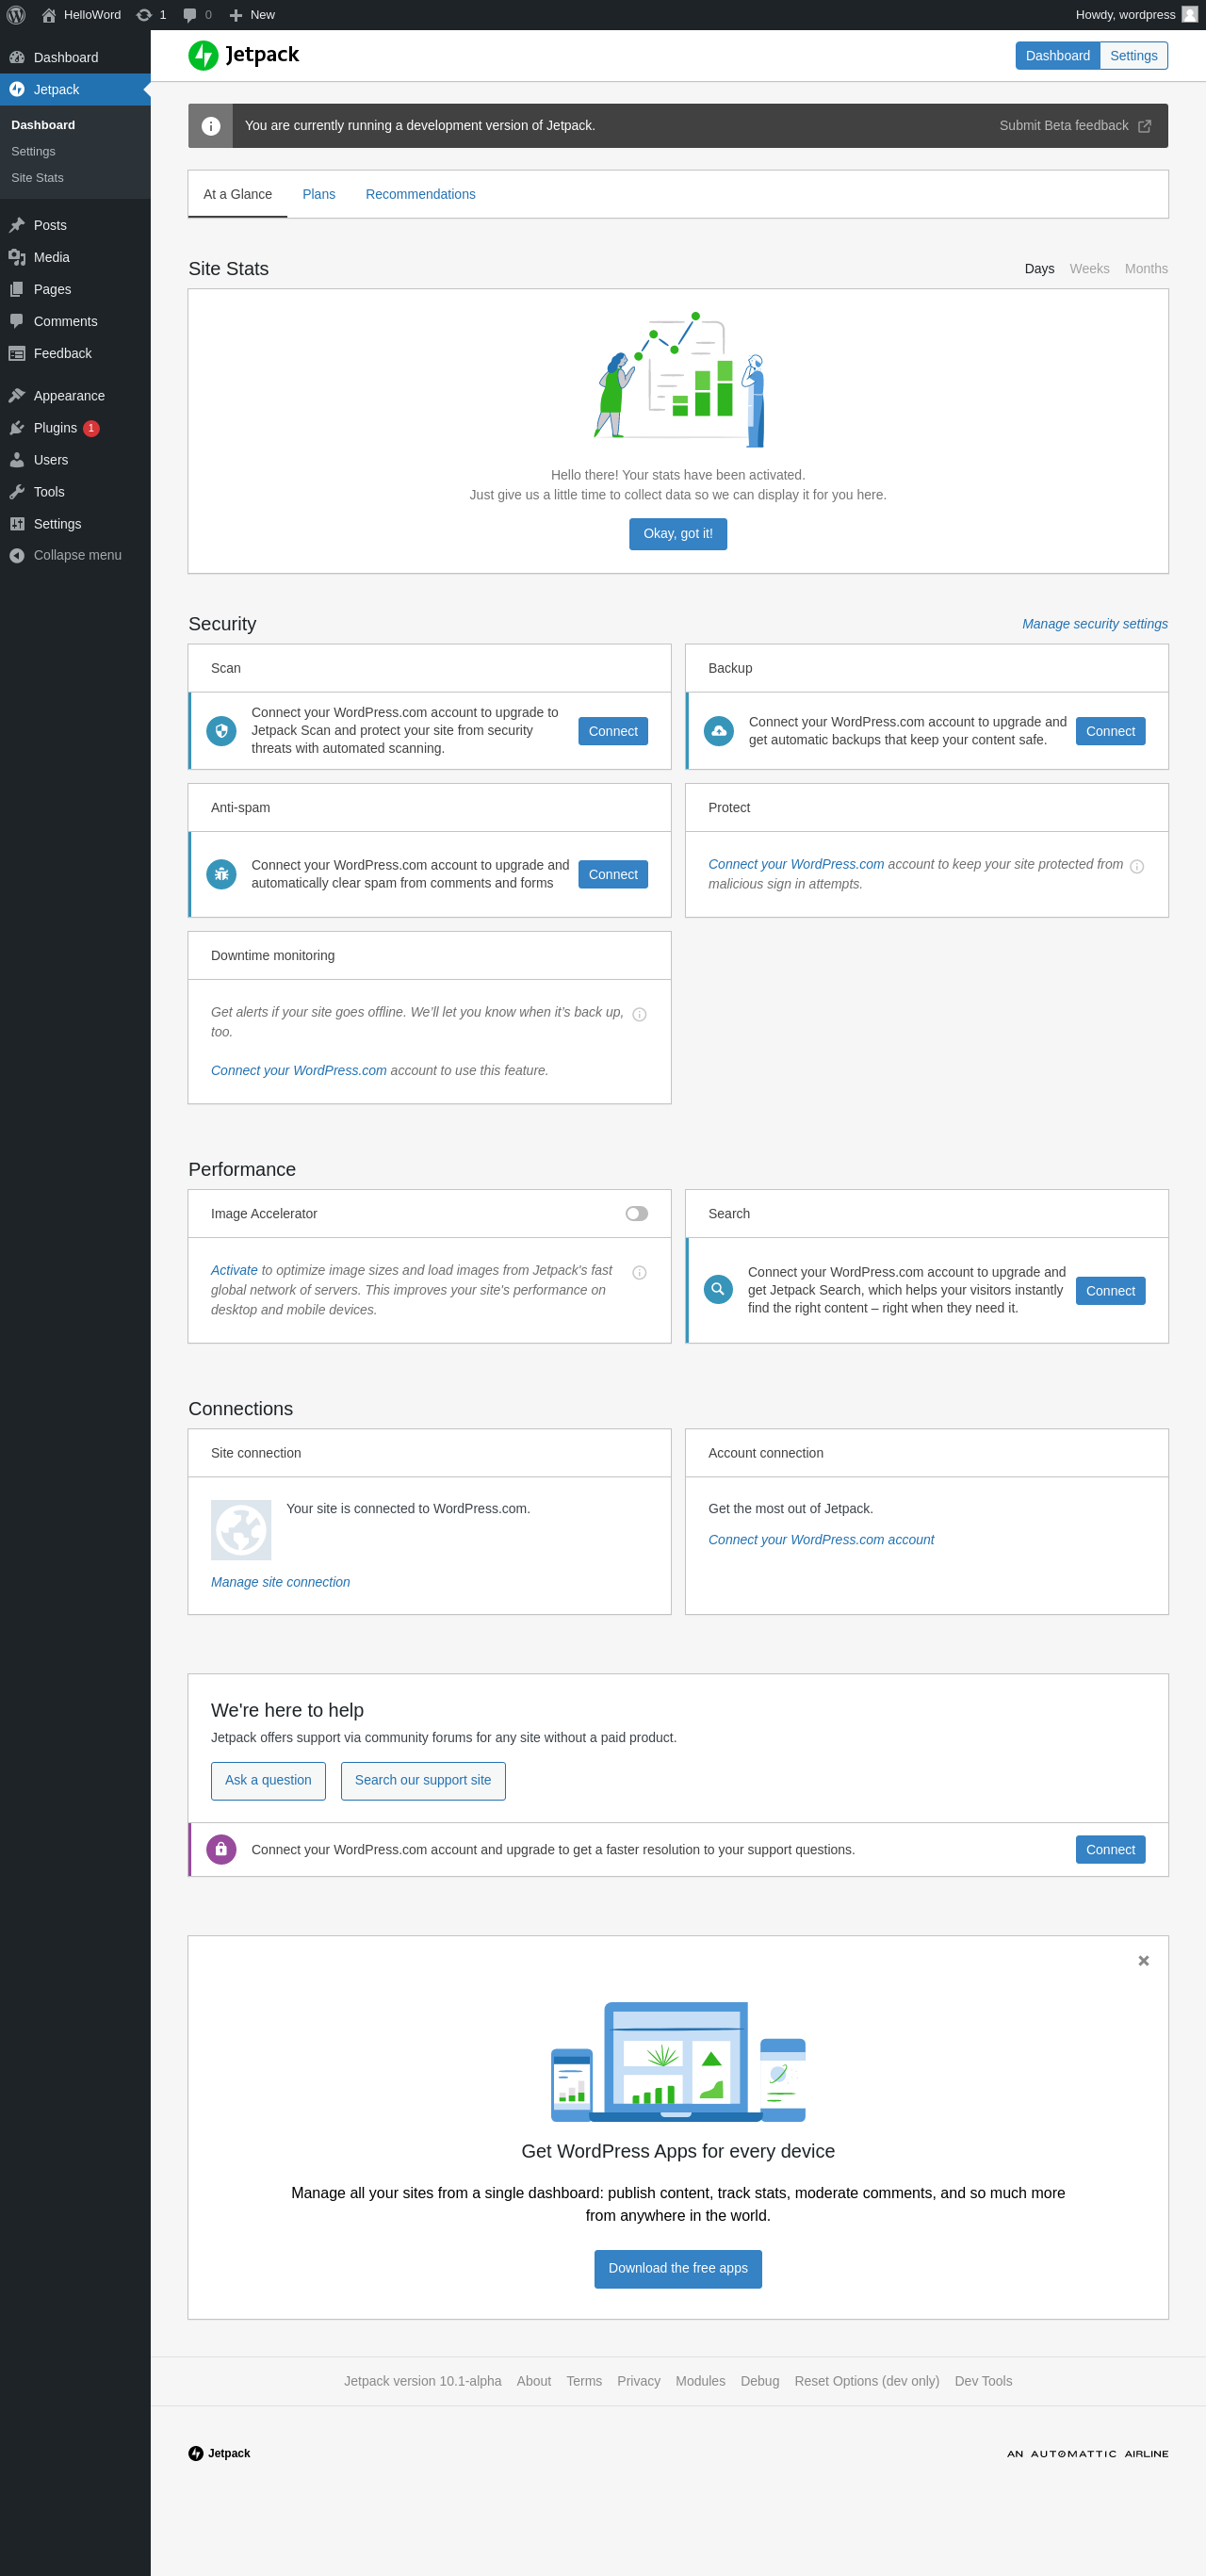 HelloWord 1 0 New Howdy, wordpress
Dashboard
Jetpack
Dashboard
Settings
Site Stats
Posts
Media
Pages
Comments
Feedback
Appearance
Plugins 1
Users
Tools
Settings
Collapse menu
Jetpack
Dashboard Settings
You are currently running a development version of Jetpack. Submit Beta feedback
At a Glance Plans Recommendations
Site Stats Days Weeks Months
Hello there! Your stats have been activated.
Just give us a little time to collect data so we can display it for you here.
Okay, got it!
Security Manage security settings
Scan
Connect your WordPress.com account to upgrade to
Jetpack Scan and protect your site from security
threats with automated scanning.
Connect
Backup
Connect your WordPress.com account to upgrade and
get automatic backups that keep your content safe.
Connect
Anti-spam
Connect your WordPress.com account to upgrade and
automatically clear spam from comments and forms
Connect
Protect
Connect your WordPress.com account to keep your site protected from
malicious sign in attempts.
Downtime monitoring
Get alerts if your site goes offline. We’ll let you know when it’s back up,
too.
Connect your WordPress.com account to use this feature.
Performance
Image Accelerator
Activate to optimize image sizes and load images from Jetpack's fast
global network of servers. This improves your site's performance on
desktop and mobile devices.
Search
Connect your WordPress.com account to upgrade and
get Jetpack Search, which helps your visitors instantly
find the right content – right when they need it.
Connect
Connections
Site connection
Your site is connected to WordPress.com.
Manage site connection
Account connection
Get the most out of Jetpack.
Connect your WordPress.com account
We're here to help
Jetpack offers support via community forums for any site without a paid product.
Ask a question Search our support site
Connect your WordPress.com account and upgrade to get a faster resolution to your support questions. Connect
Get WordPress Apps for every device
Manage all your sites from a single dashboard: publish content, track stats, moderate comments, and so much more
from anywhere in the world.
Download the free apps
Jetpack version 10.1-alpha About Terms Privacy Modules Debug Reset Options (dev only) Dev Tools
Jetpack AN AUTOMATTIC AIRLINE